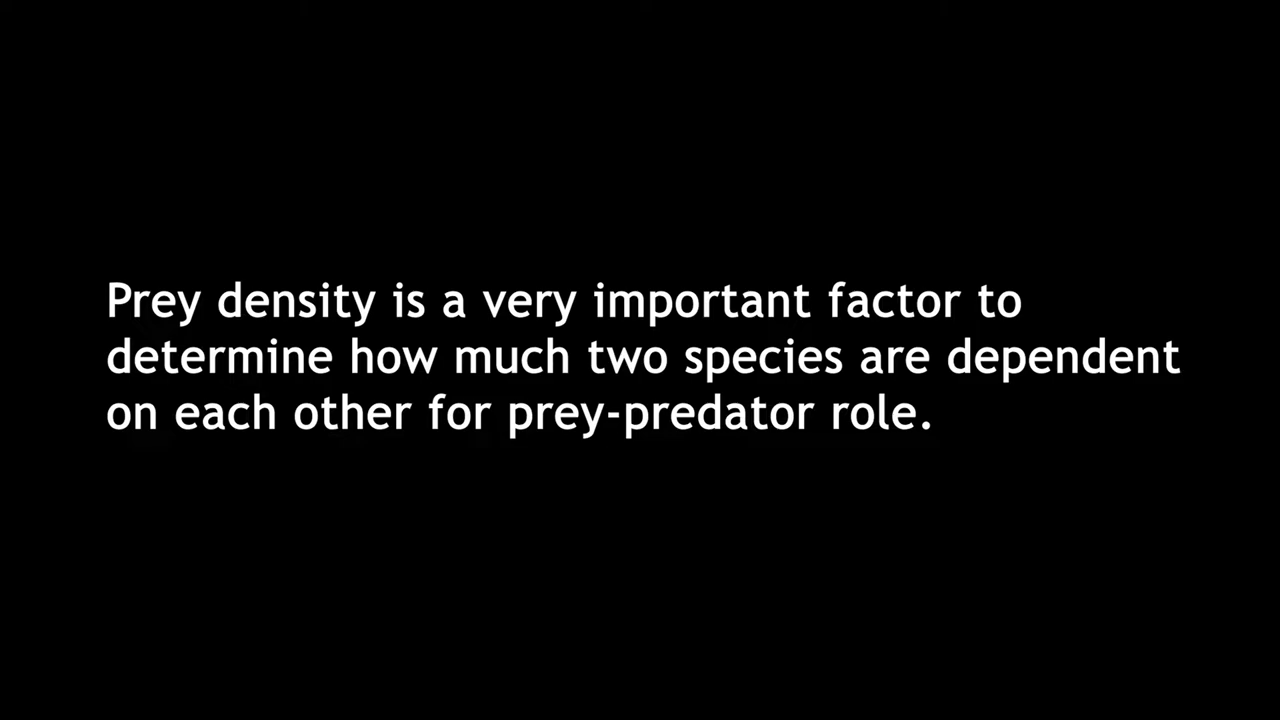 Prey density is a very important factor to
determine how much two species are dependent
on each other for prey-predator role.